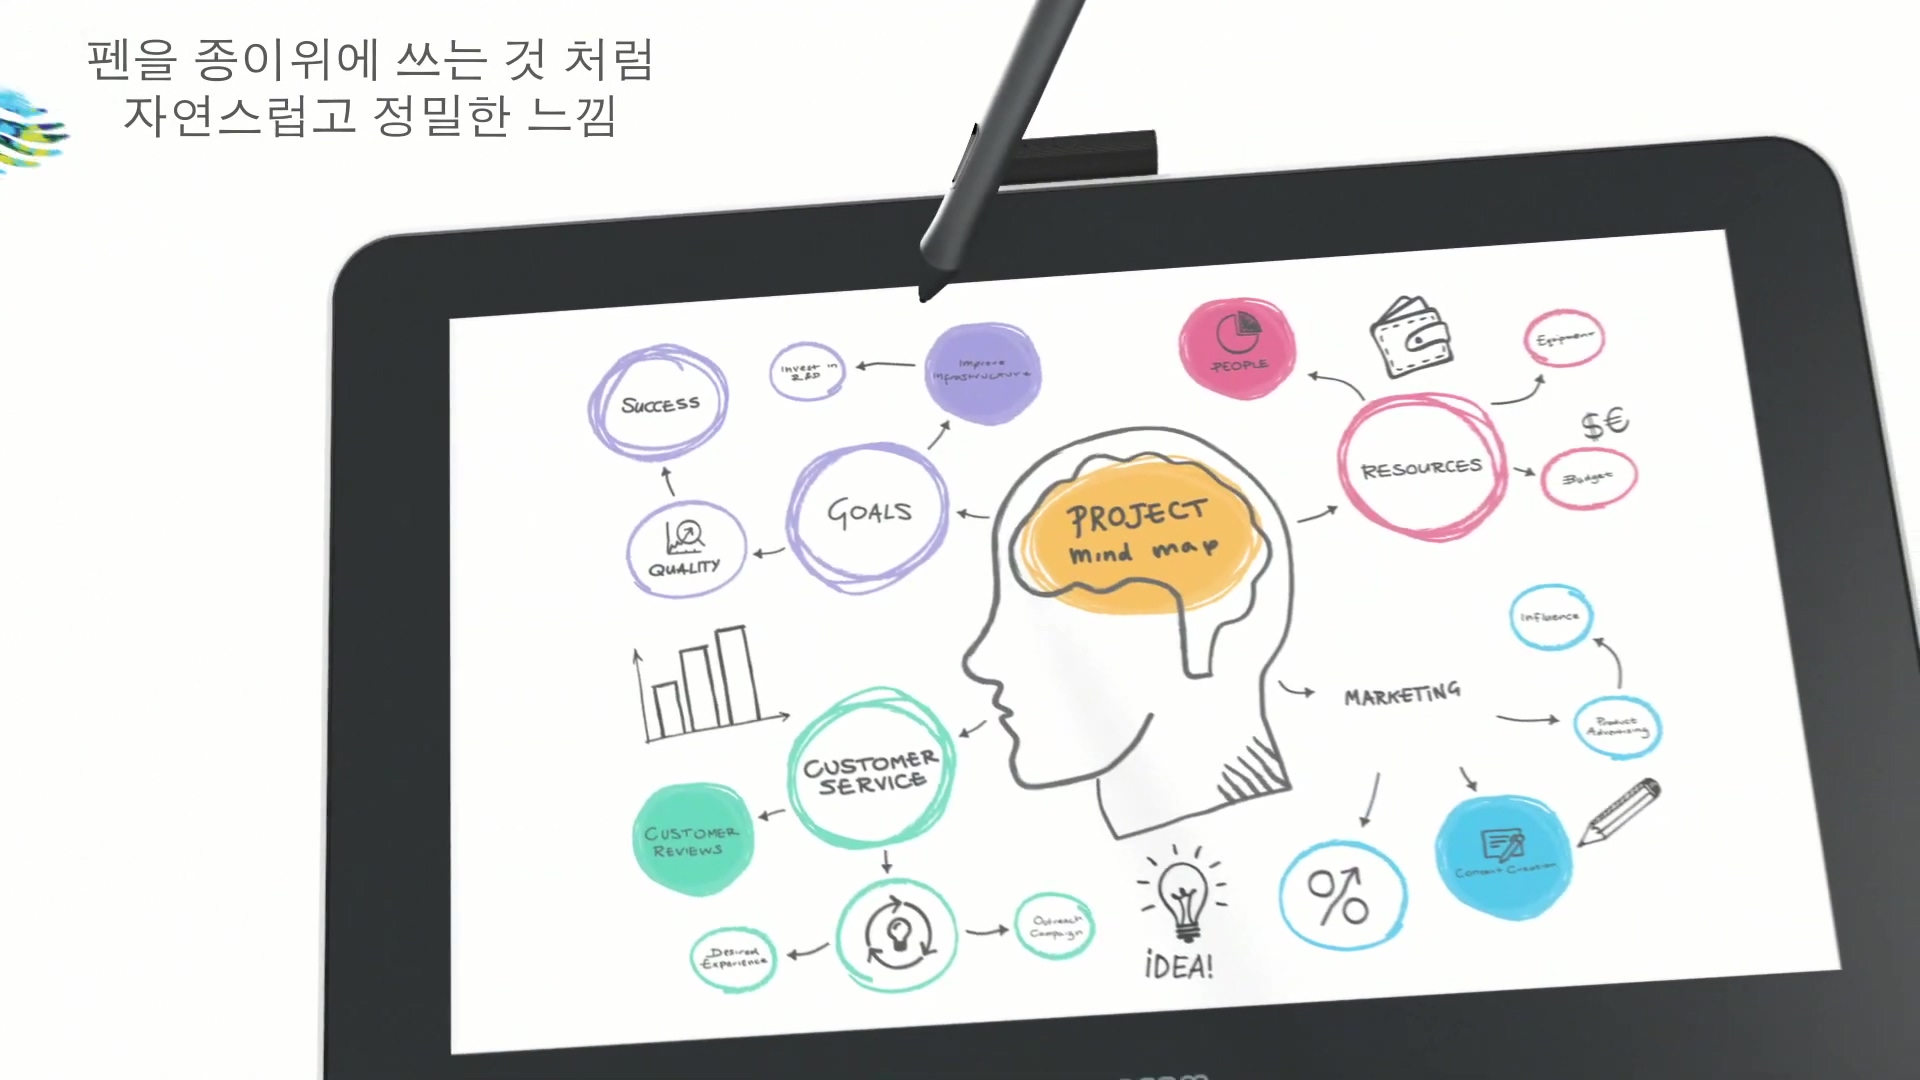 펜을 종이위에 쓰는 것 처럼
자연스럽고 정밀한 느낌
SUCCESS
Invest in
R&D
Improve
Infrastructure
GOALS
QUALITY
PROJECT
mind map
PEOPLE
Equipment
$€
RESOURCES
Budget
Influence
MARKETING
Product
Advertising
CUSTOMER
SERVICE
CUSTOMER
REVIEWS
Content Creation
Desired
Experience
Outreach
Campaign
%
iDEA!